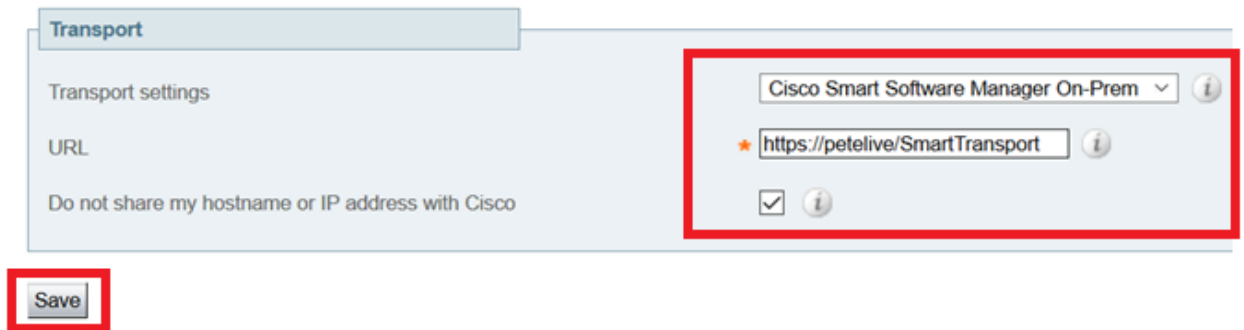 Transport
Transport settings
Cisco Smart Software Manager On-Prem
URL
* https://petelive/SmartTransport
Do not share my hostname or IP address with Cisco
Save